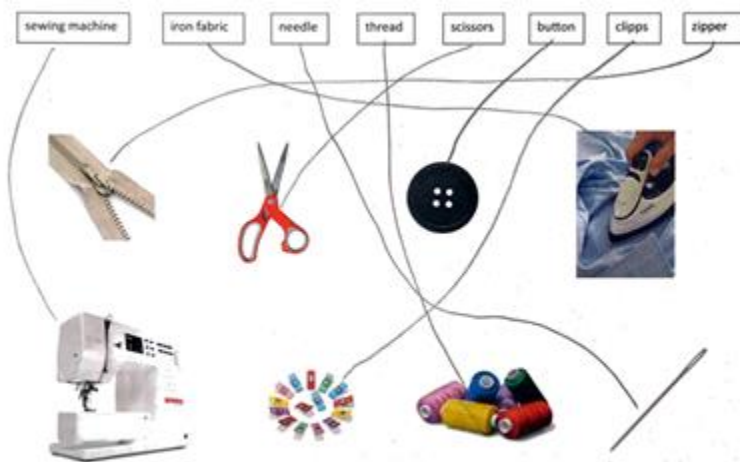 sewing machine
iron fabric
needle
thread
scissors
button
clipps
zipper